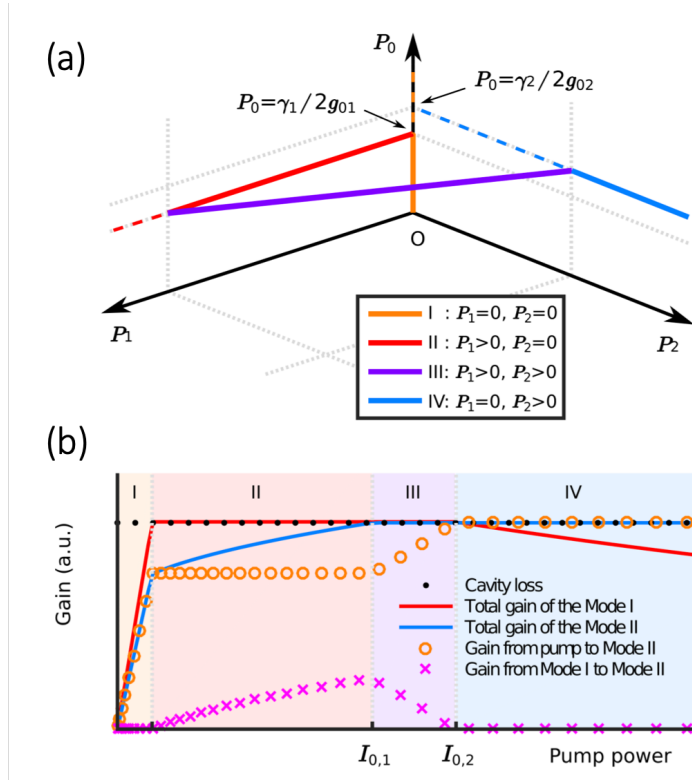 (a)
P₀
P₀=γ₁/2g₀₁
P₀=γ₂/2g₀₂
O
P₁
P₂
I : P₁=0, P₂=0
II : P₁>0, P₂=0
III: P₁>0, P₂>0
IV: P₁=0, P₂>0
(b)
I
II
III
IV
Gain (a.u.)
Cavity loss
Total gain of the Mode I
Total gain of the Mode II
Gain from pump to Mode II
Gain from Mode I to Mode II
I₀,₁
I₀,₂
Pump power